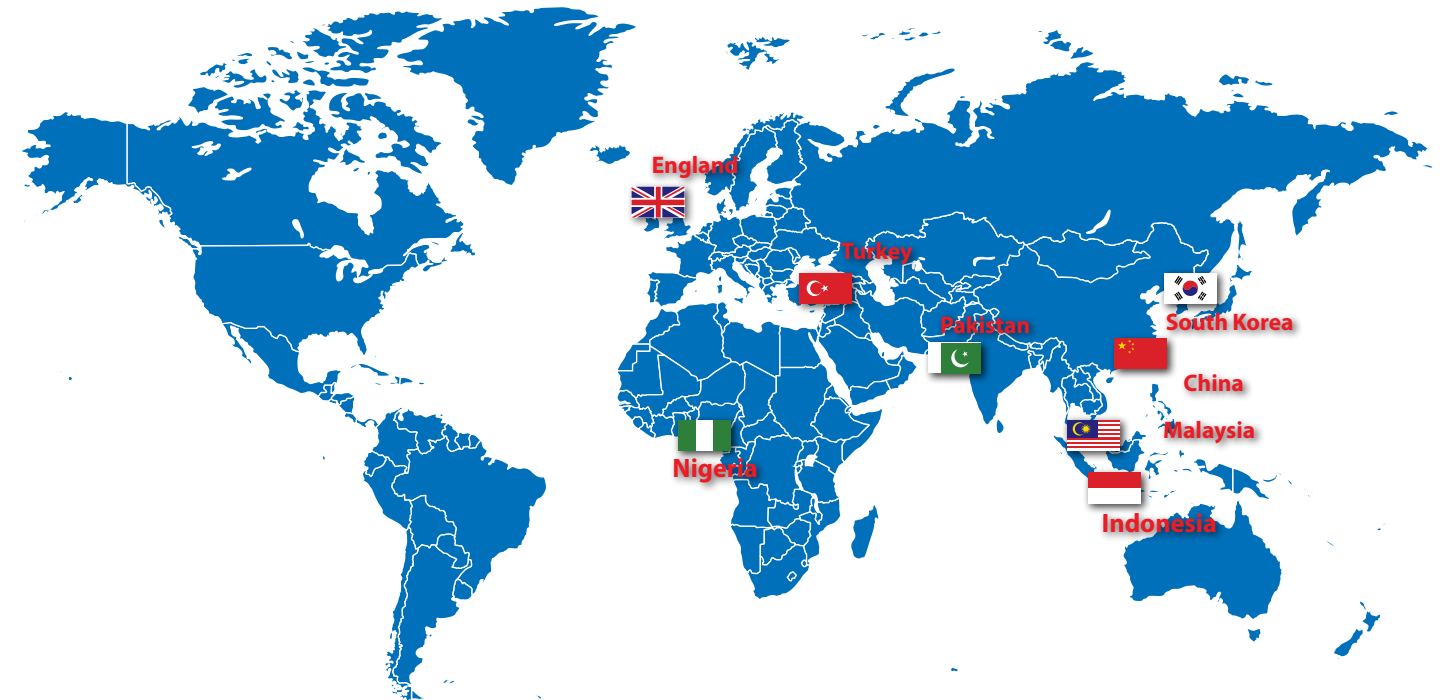 England
Turkey
Pakistan
South Korea
China
Malaysia
Nigeria
Indonesia